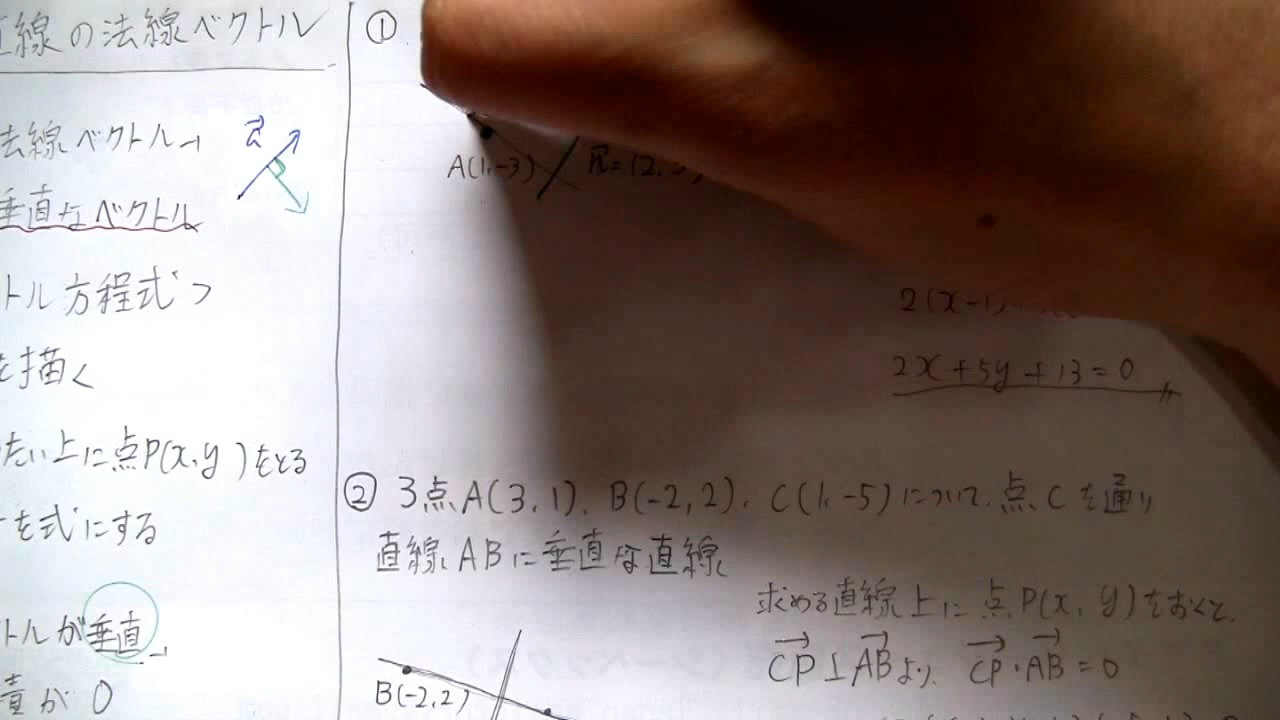 線の法線ベクトル
法線ベクトル→
a
垂直なベクトル
トル方程式つ
を描く
たい上に点P(x,y)をとる
を式にする
トルが垂直→
が0
①
A(1,-3)
n=(2,
2(x-1)
2x+5y+13=0
② 3点A(3,1)、B(-2,2)、C(1,-5)について、点Cを通り
直線ABに垂直な直線
求める直線上に点P(x,y)をおくと、
CP⊥ABより、CP・AB=0
B(-2,2)